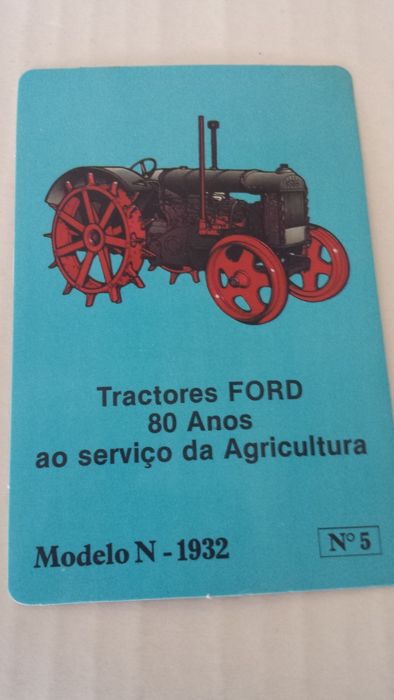 Tractores FORD
80 Anos
ao serviço da Agricultura
Modelo N - 1932
Nº 5